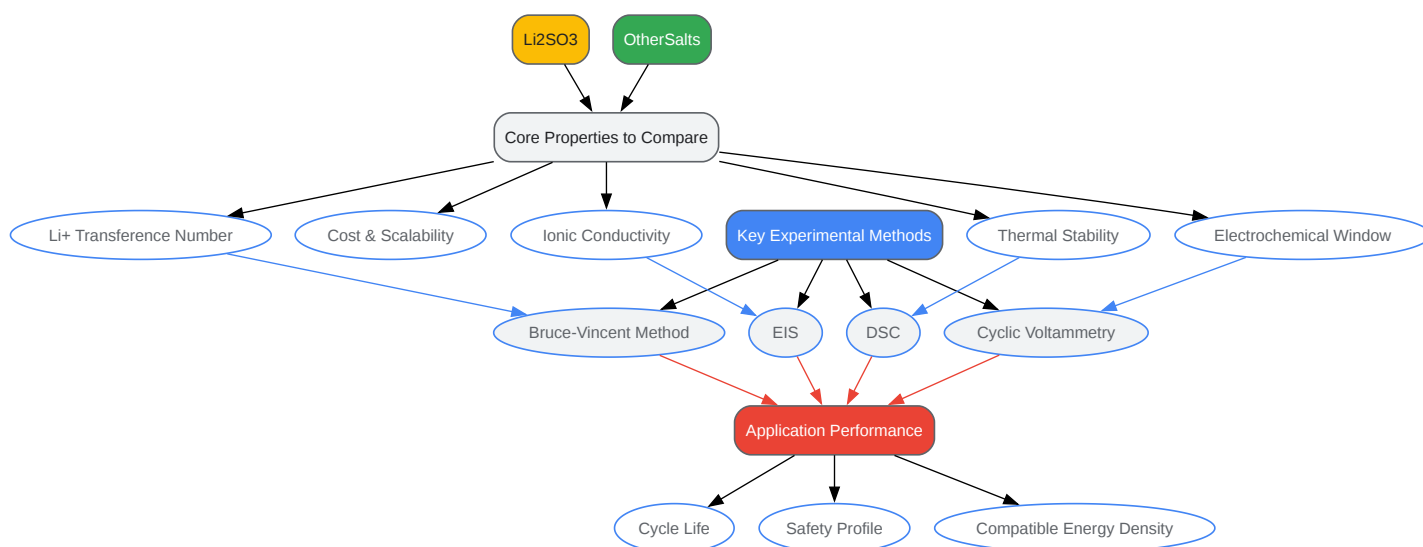 Li2SO3
OtherSalts
Core Properties to Compare
Li+ Transference Number
Cost & Scalability
Ionic Conductivity
Key Experimental Methods
Thermal Stability
Electrochemical Window
Bruce-Vincent Method
EIS
DSC
Cyclic Voltammetry
Application Performance
Cycle Life
Safety Profile
Compatible Energy Density